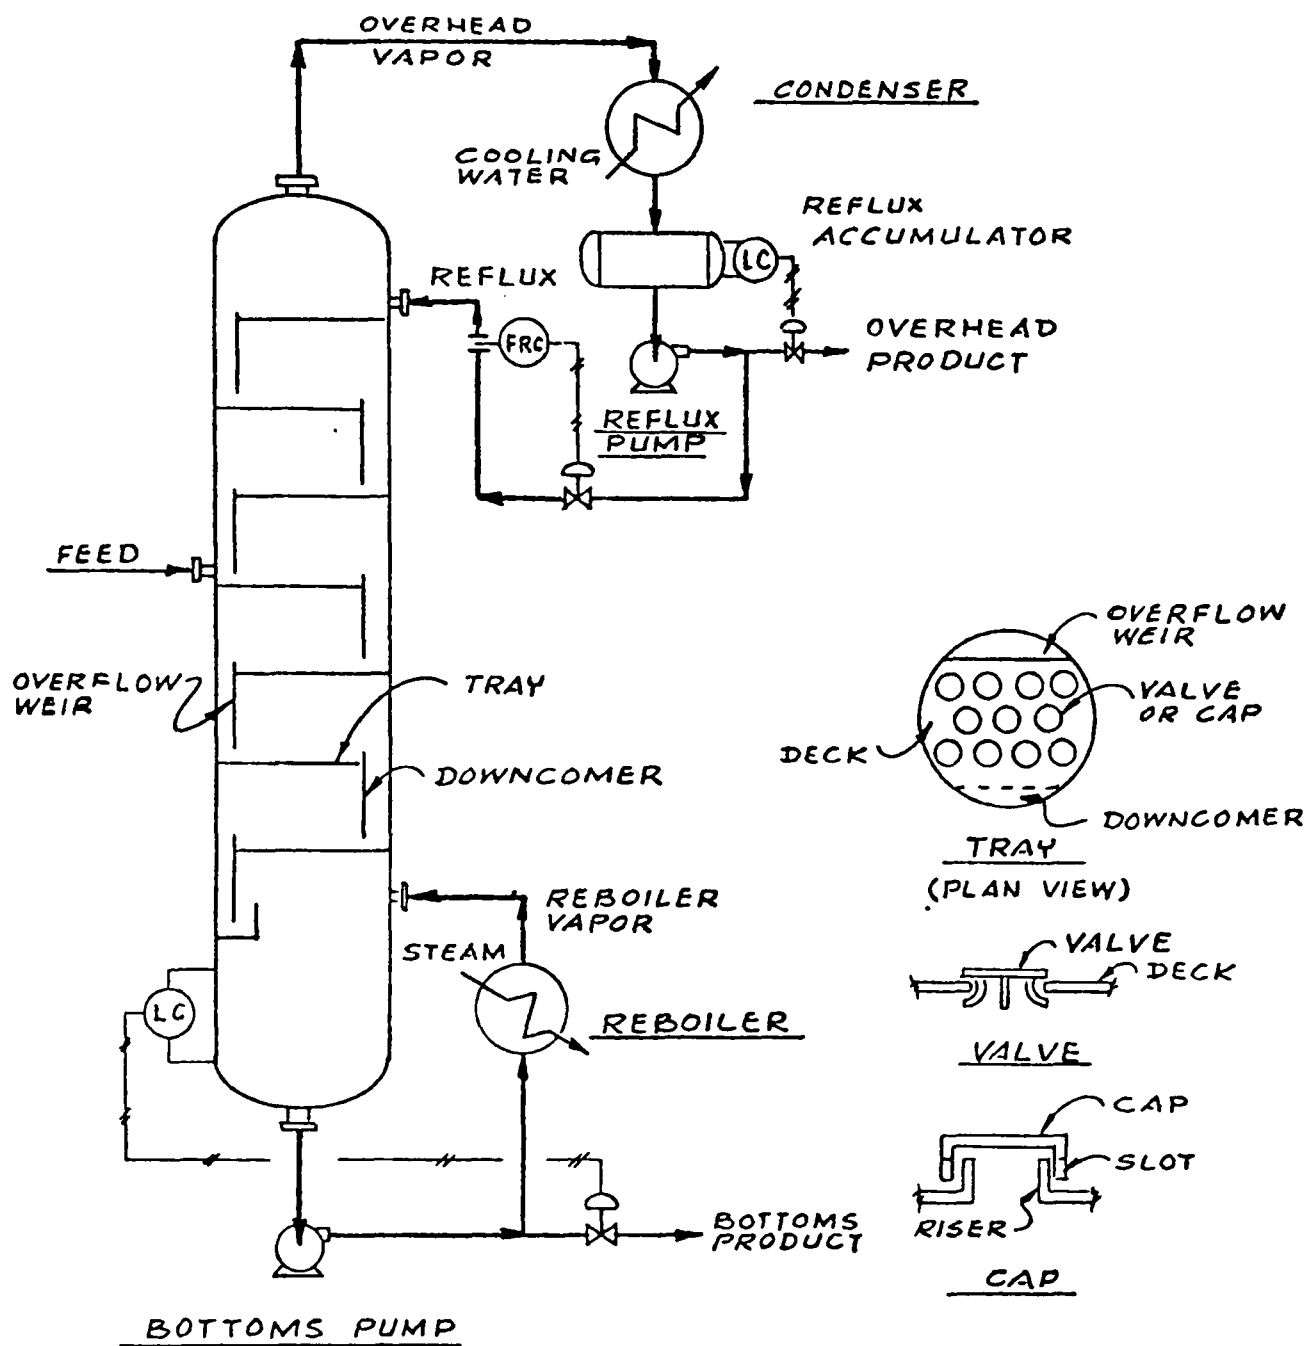 OVERHEAD
VAPOR
CONDENSER
COOLING
WATER
REFLUX
ACCUMULATOR
LC
REFLUX
FRC
OVERHEAD
PRODUCT
REFLUX
PUMP
FEED
OVERFLOW
WEIR
TRAY
DOWNCOMER
REBOILER
VAPOR
STEAM
LC
REBOILER
BOTTOMS
PRODUCT
BOTTOMS PUMP
OVERFLOW
WEIR
VALVE
OR CAP
DECK
DOWNCOMER
TRAY
(PLAN VIEW)
VALVE
DECK
VALVE
CAP
SLOT
RISER
CAP